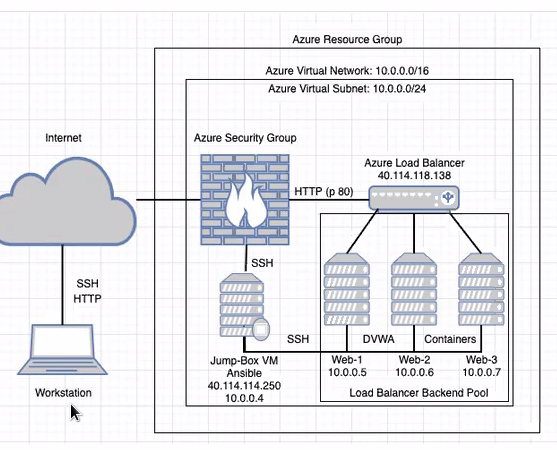 Azure Resource Group
Azure Virtual Network: 10.0.0.0/16
Azure Virtual Subnet: 10.0.0.0/24
Internet
Azure Security Group
Azure Load Balancer
40.114.118.138
HTTP (p 80)
SSH
SSH
HTTP
SSH
DVWA
Containers
Jump-Box VM
Ansible
40.114.114.250
10.0.0.4
Web-1
10.0.0.5
Web-2
10.0.0.6
Web-3
10.0.0.7
Workstation
Load Balancer Backend Pool